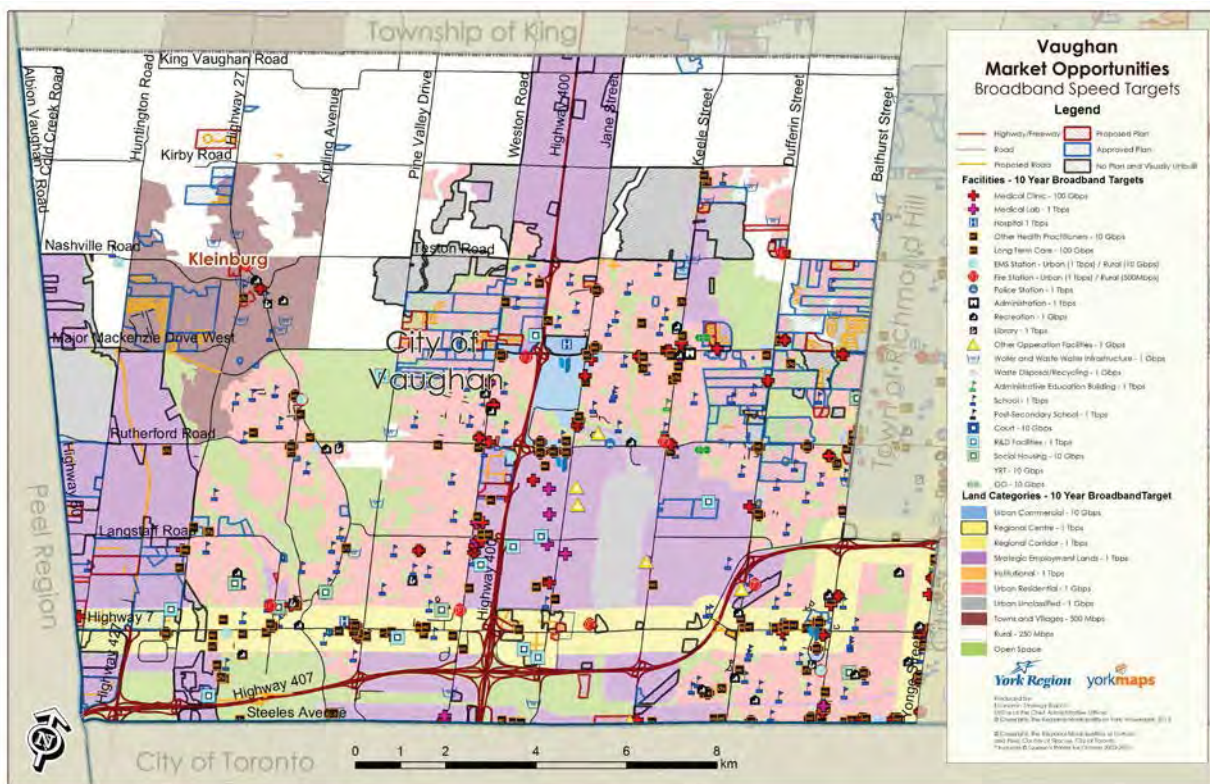 Township of King
King Vaughan Road
Albion Vaughan Road
Cold Creek Road
Huntington Road
Highway 27
Kipling Avenue
Pine Valley Drive
Weston Road
Highway 400
Jane Street
Keele Street
Dufferin Street
Bathurst Street
Kirby Road
Nashville Road
Kleinburg
Teston Road
Town of Richmond Hill
Major Mackenzie Drive West
City of
Vaughan
Rutherford Road
Peel Region
Langstaff Road
Highway 400
Highway 7
Highway 427
Highway 407
Steeles
Yonge
City of Toronto
2 4 6 8
km
Vaughan
Market Opportunities
Broadband Speed Targets
Legend
Highway/Freeway
Road
Proposed Road
Proposed Plan
Approved Plan
No Plan and Visually Unbuilt
Facilities - 10 Year Broadband Targets
Medical Clinic - 100 Gbps
Medical Lab - 1 Tbps
Hospital 1 Tbps
Other Health Practitioners - 10 Gbps
Long Term Care - 100 Gbps
EMS Station - Urban (1 Tbps) / Rural (10 Gbps)
Fire Station - Urban (1 Tbps) / Rural (500Mbps)
Police Station - 1 Tbps
Administration - 1 Tbps
Recreation - 1 Gbps
Library - 1 Tbps
Other Opperation Facilities - 1 Gbps
Water and Waste Water Infrastructure - 1 Gbps
Waste Disposal/Recycling - 1 Gbps
Administrative Education Building - 1 Tbps
School - 1 Tbps
Post-Secondary School - 1 Tbps
Court - 10 Gbps
R&D Facilities - 1 Tbps
Social Housing - 10 Gbps
YRT - 10 Gbps
GO - 10 Gbps
Land Categories - 10 Year BroadbandTarget
Urban Commercial - 10 Gbps
Regional Centre - 1 Tbps
Regional Corridor - 1 Tbps
Strategic Employment Lands - 1 Tbps
Institutional - 1 Tbps
Urban Residential - 1 Gbps
Urban Unclassified - 1 Gbps
Towns and Villages - 500 Mbps
Rural - 250 Mbps
Open Space
York Region
yorkmaps